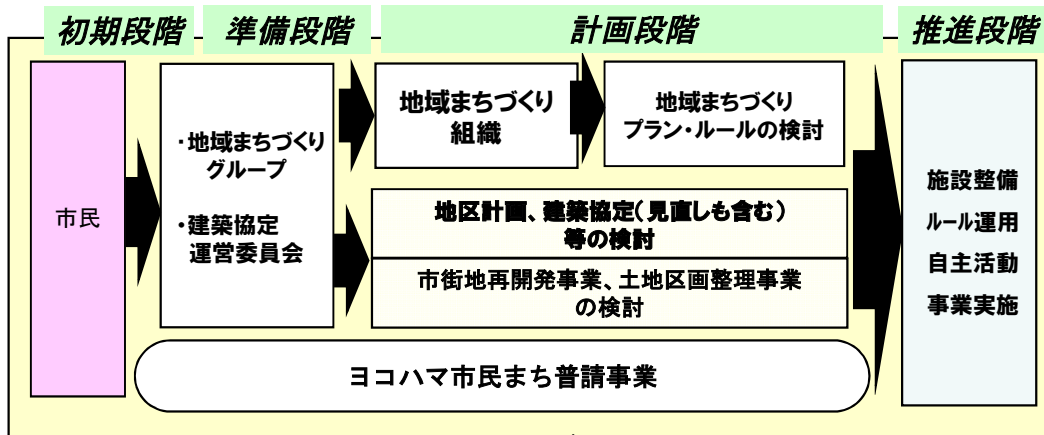 初期段階
準備段階
計画段階
推進段階
市民
・地域まちづくり
グループ
・建築協定
運営委員会
地域まちづくり
組織
地域まちづくり
プラン・ルールの検討
地区計画、建築協定(見直しも含む)
等の検討
市街地再開発事業、土地区画整理事業
の検討
施設整備
ルール運用
自主活動
事業実施
ヨコハマ市民まち普請事業